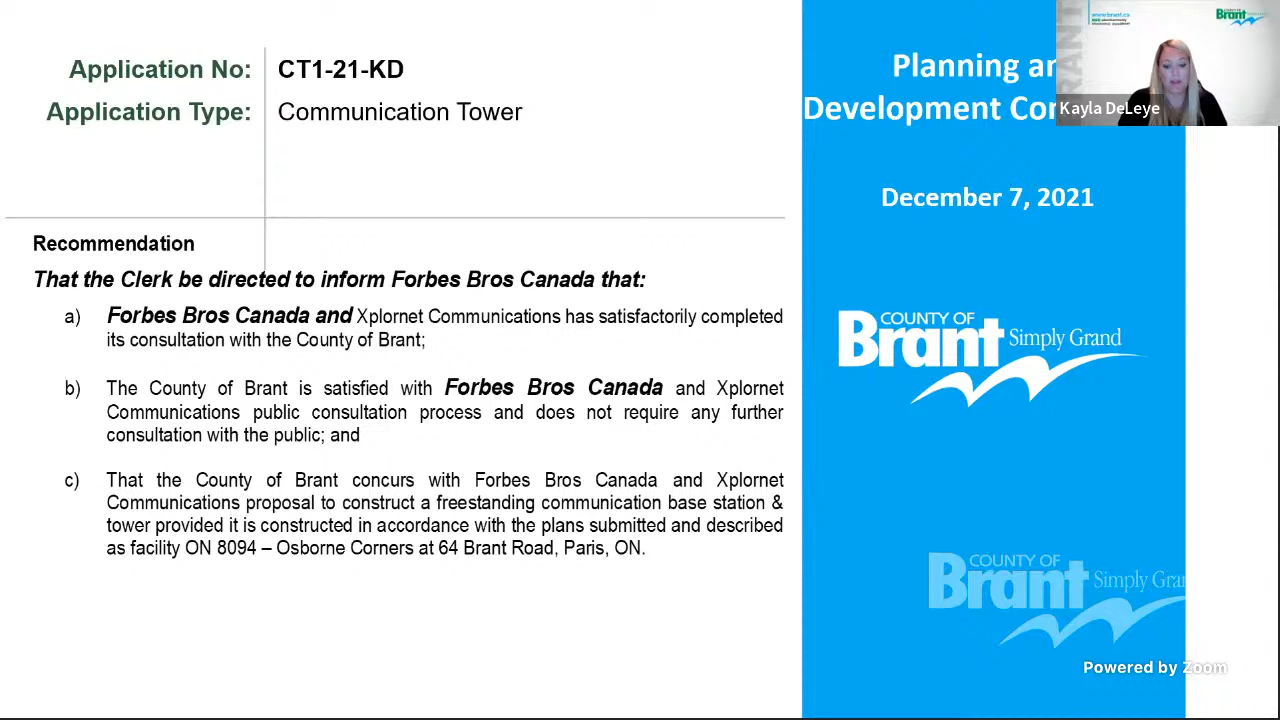 Application No: CT1-21-KD
Application Type: Communication Tower
Recommendation
That the Clerk be directed to inform Forbes Bros Canada that:
a) Forbes Bros Canada and Xplornet Communications has satisfactorily completed
its consultation with the County of Brant;
b) The County of Brant is satisfied with Forbes Bros Canada and Xplornet
Communications public consultation process and does not require any further
consultation with the public; and
c) That the County of Brant concurs with Forbes Bros Canada and Xplornet
Communications proposal to construct a freestanding communication base station &
tower provided it is constructed in accordance with the plans submitted and described
as facility ON 8094 – Osborne Corners at 64 Brant Road, Paris, ON.
Planning an
Development Com
December 7, 2021
COUNTY OF
Brant Simply Grand
COUNTY OF
Brant Simply Gra
www.brant.ca
Brant
Kayla DeLeye
Powered by Zoom